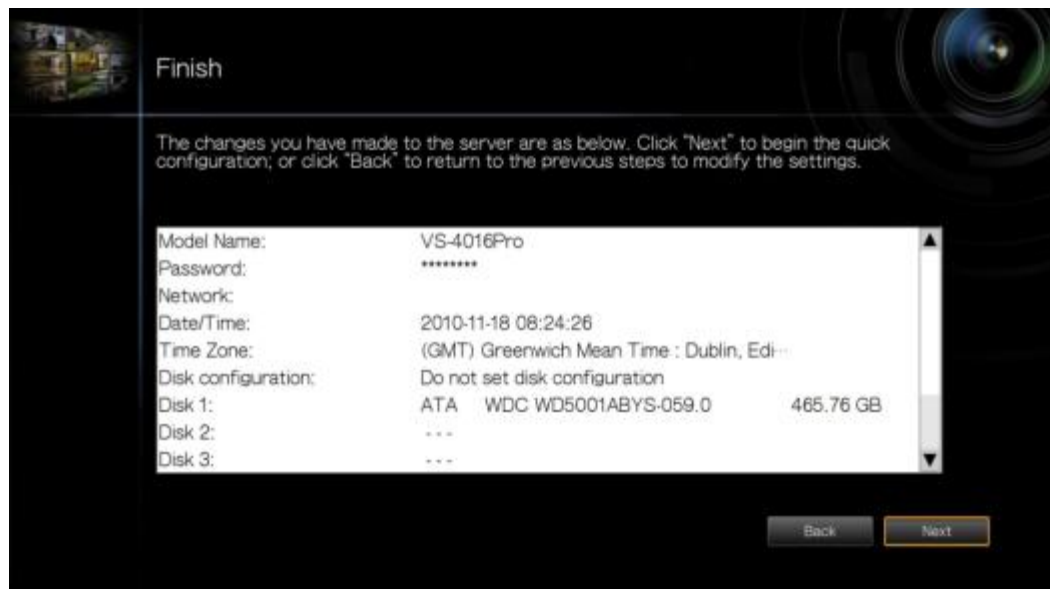 Finish
The changes you have made to the server are as below. Click "Next" to begin the quick
configuration; or click "Back" to return to the previous steps to modify the settings.
Model Name: VS-4016Pro
Password: ********
Network:
Date/Time: 2010-11-18 08:24:26
Time Zone: (GMT) Greenwich Mean Time : Dublin, Edi...
Disk configuration: Do not set disk configuration
Disk 1: ATA WDC WD5001ABYS-059.0 465.76 GB
Disk 2: ---
Disk 3: ---
Back Next